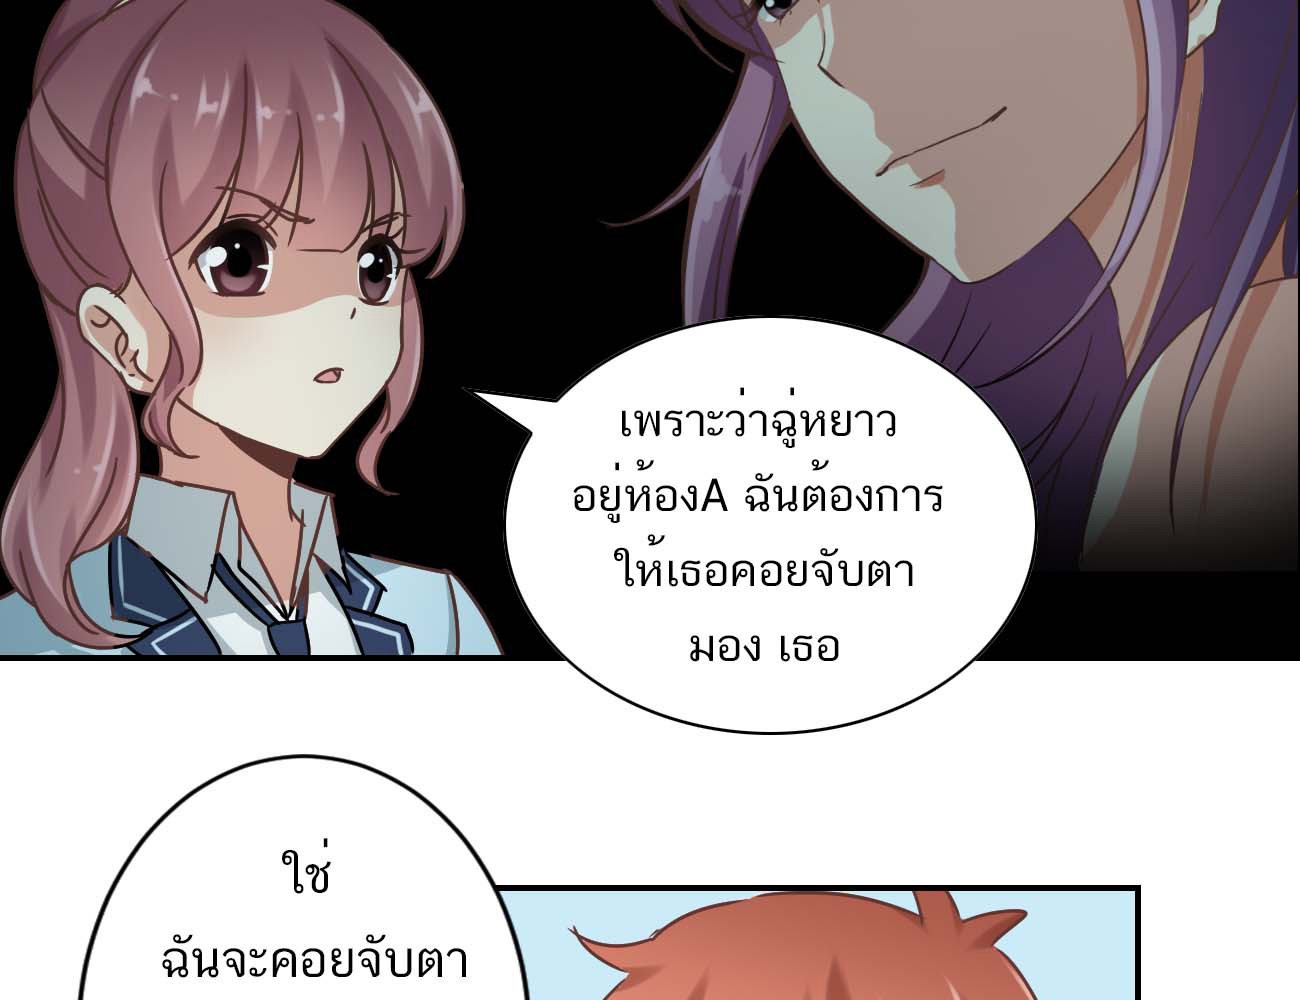 เพราะว่าฉู่หยาว
อยู่ห้องA ฉันต้องการ
ให้เธอคอยจับตา
มอง เธอ
ใช่
ฉันจะคอยจับตา